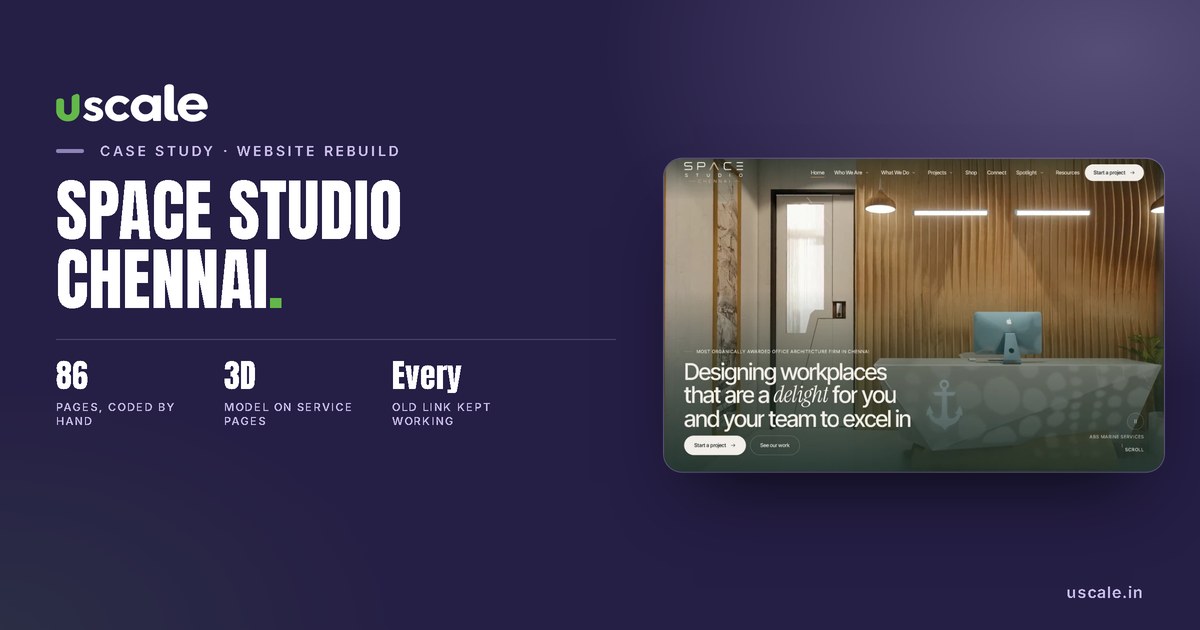 uscale
CASE STUDY · WEBSITE REBUILD
SPACE STUDIO
CHENNAI.
86
PAGES, CODED BY
HAND
3D
MODEL ON SERVICE
PAGES
Every
OLD LINK KEPT
WORKING
SPACE
STUDIO
CHENNAI
Home Who We Are What We Do Projects Shop Connect Spotlight Resources Start a project →
MOST ORGANICALLY AWARDED OFFICE ARCHITECTURE FIRM IN CHENNAI
Designing workplaces
that are a delight for you
and your team to excel in
Start a project → See our work
ABS MARINE SERVICES
SCROLL
uscale.in